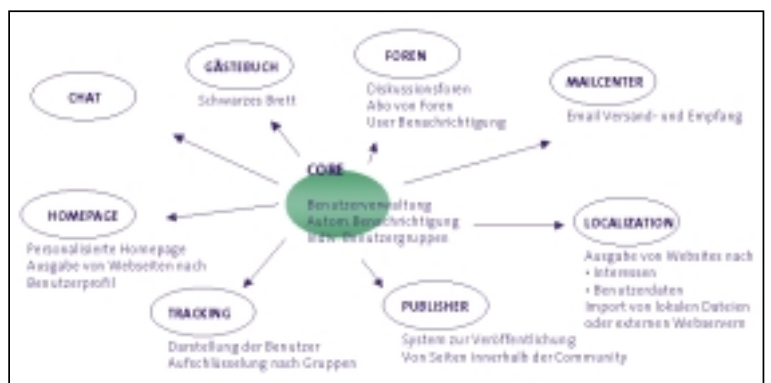 CHAT
GÄSTEBUCH
Schwarzes Brett
FOREN
Diskussionsforen
Abo von Foren
User Benachrichtigung
MAILCENTER
Email Versand- und Empfang
CORE
Benutzerverwaltung
Autom. Benachrichtigung
Indiv. Benutzergruppen
HOMEPAGE
Personalisierte Homepage
Ausgabe von Webseiten nach
Benutzerprofil
LOCALIZATION
Ausgabe von Websites nach
• Interessen
• Benutzerdaten
Import von lokalen Dateien
oder externen Webservern
TRACKING
Darstellung der Benutzer
Aufschlüsselung nach Gruppen
PUBLISHER
System zur Veröffentlichung
Von Seiten innerhalb der Community